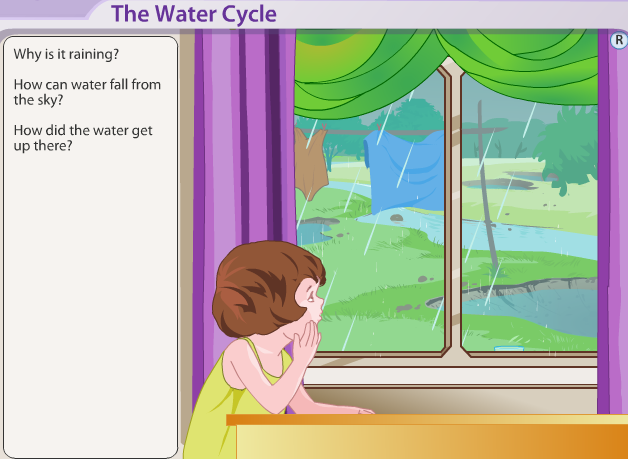 The Water Cycle
R
Why is it raining?
How can water fall from
the sky?
How did the water get
up there?